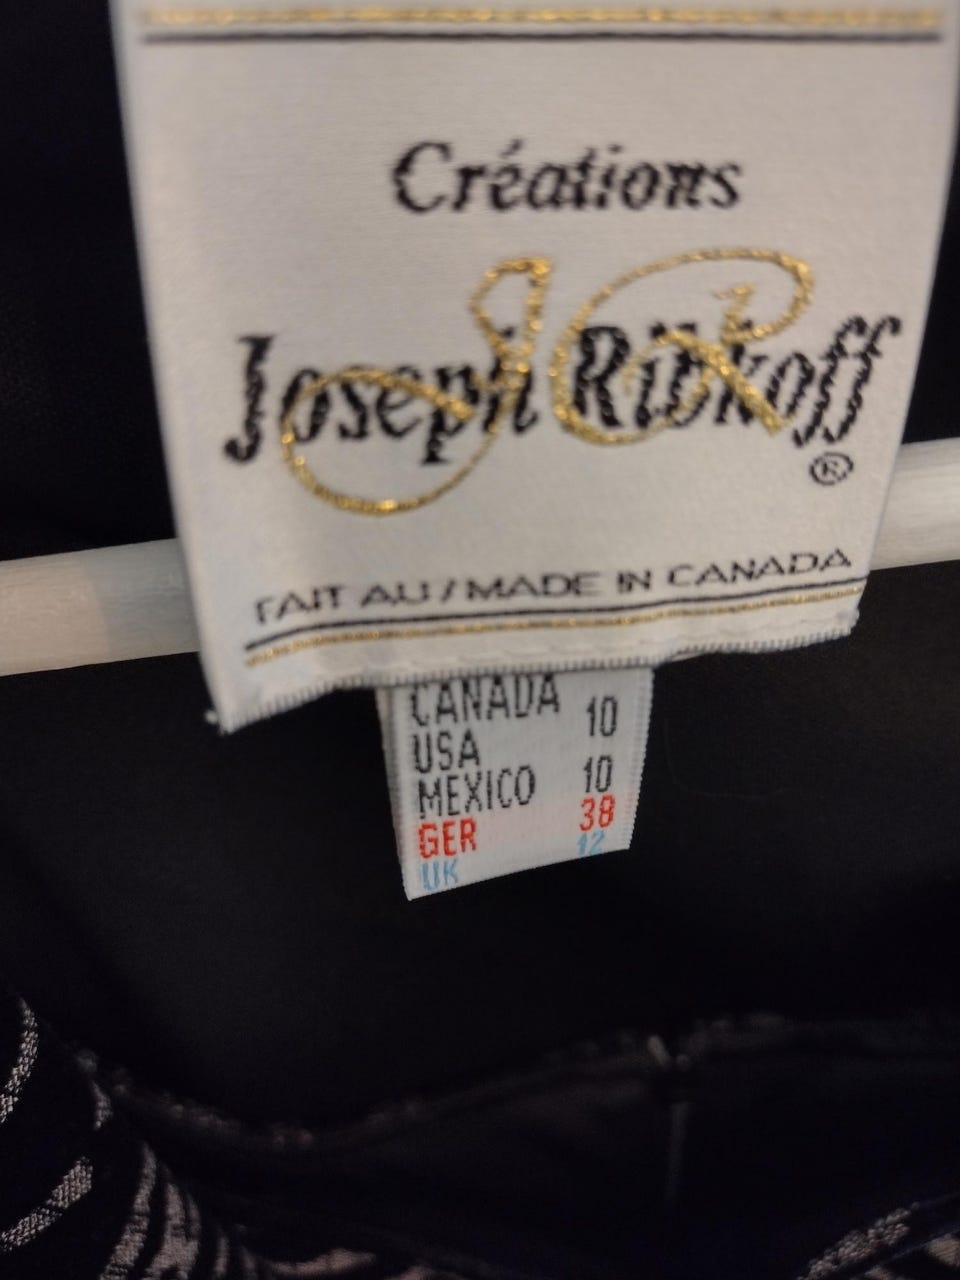 Créations
Joseph Ribkoff
®
FAIT AU / MADE IN CANADA
CANADA 10
USA
MEXICO 10
GER 38
UK 12